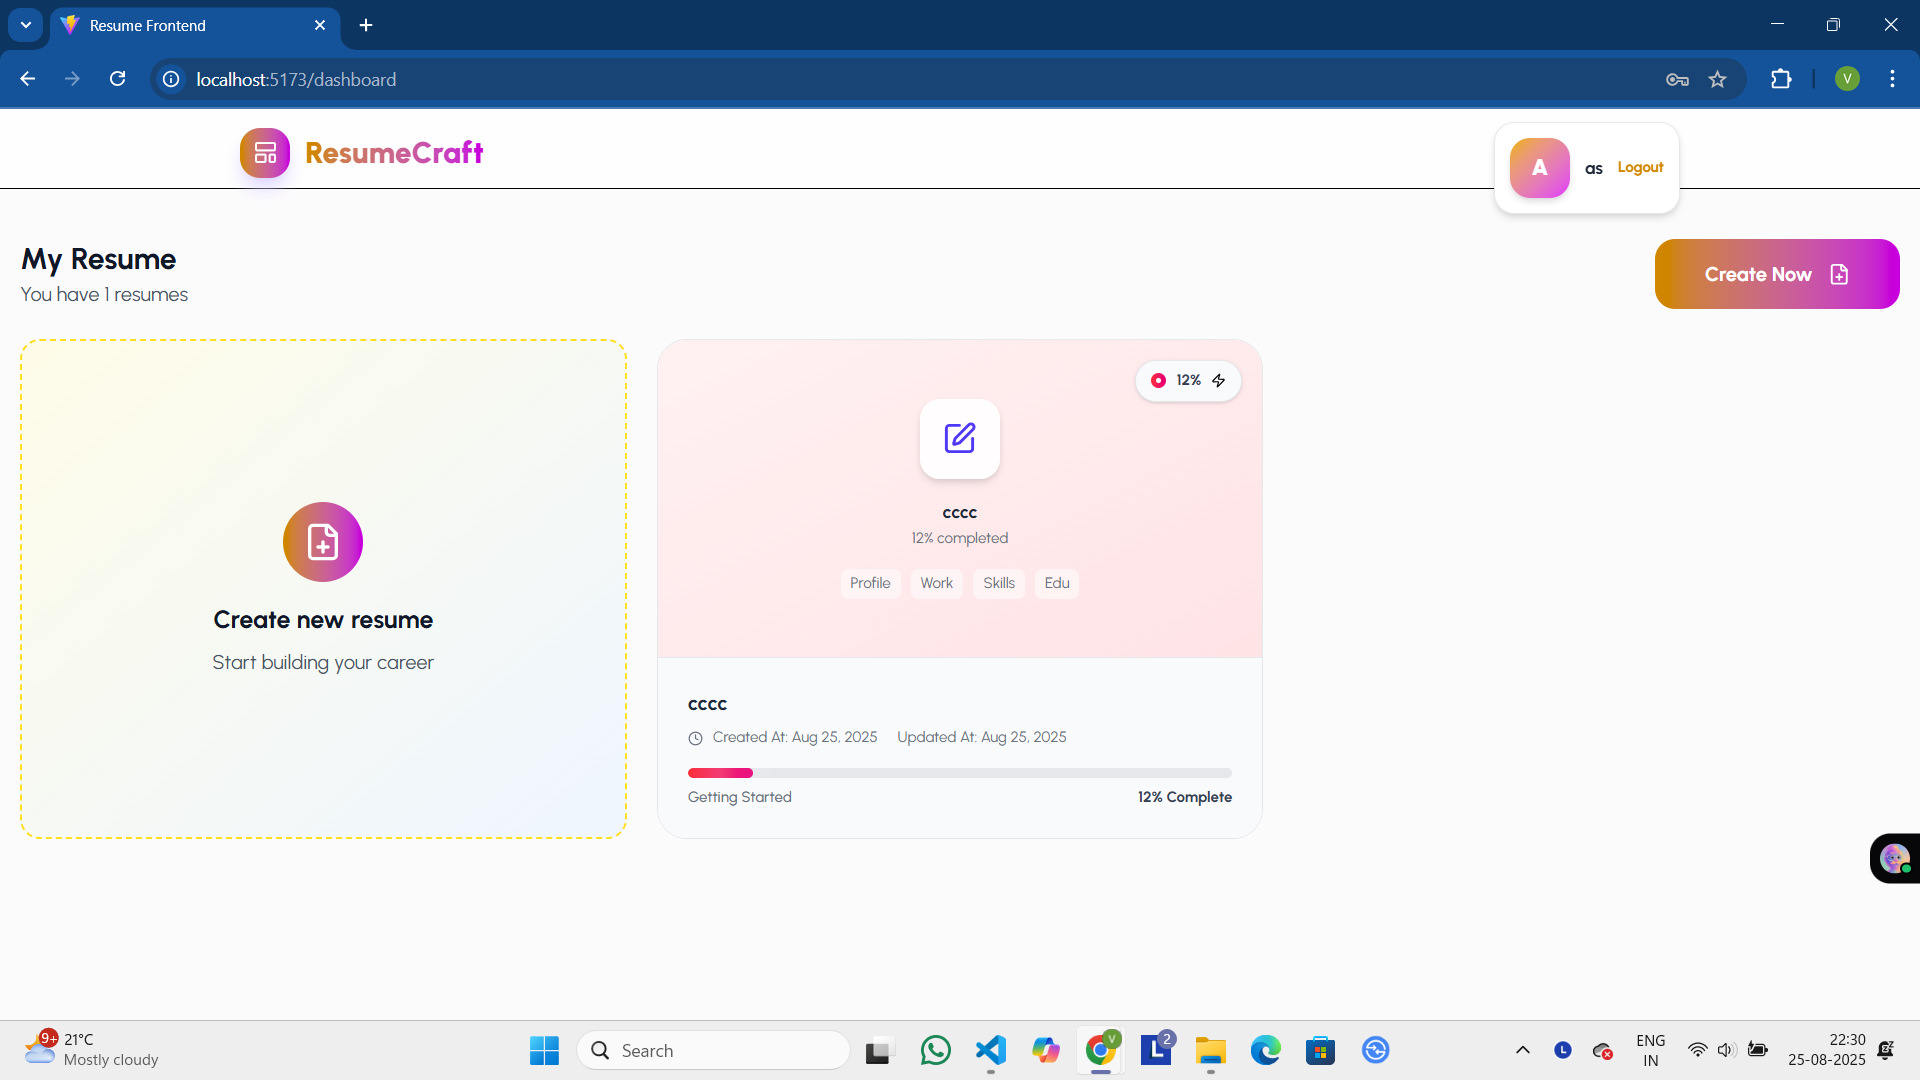 Resume Frontend
localhost:5173/dashboard
V
ResumeCraft
A as Logout
My Resume
You have 1 resumes
Create Now
12%
cccc
12% completed
Profile Work Skills Edu
Create new resume
Start building your career
cccc
Created At: Aug 25, 2025 Updated At: Aug 25, 2025
Getting Started 12% Complete
9+ 21°C
Mostly cloudy
Search
V
L 2
L
ENG
IN
22:30
25-08-2025